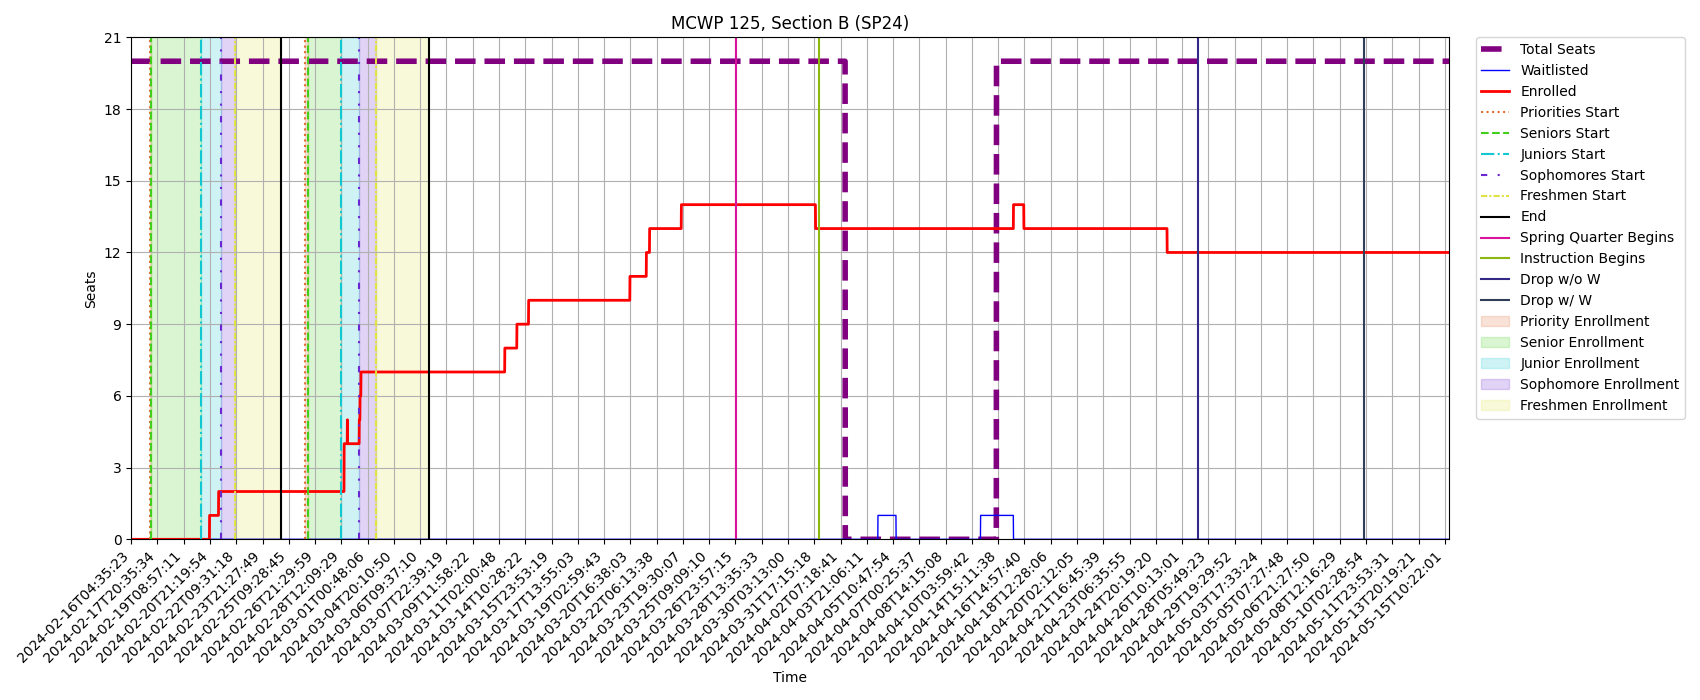 MCWP 125, Section B (SP24)
21
18
15
12
9
6
3
0
Seats
2024-02-16T04:35:23
2024-02-17T20:35:34
2024-02-19T08:57:11
2024-02-20T21:19:54
2024-02-22T09:31:18
2024-02-23T21:27:49
2024-02-25T09:28:45
2024-02-26T21:29:59
2024-02-28T12:09:29
2024-03-01T00:48:06
2024-03-04T20:10:50
2024-03-06T09:37:10
2024-03-07T22:39:19
2024-03-09T11:58:22
2024-03-11T02:00:48
2024-03-14T10:28:22
2024-03-15T23:53:19
2024-03-17T13:55:03
2024-03-19T02:59:43
2024-03-20T16:38:03
2024-03-22T06:13:38
2024-03-23T19:30:07
2024-03-25T09:09:10
2024-03-26T23:57:15
2024-03-28T13:35:33
2024-03-30T03:13:00
2024-03-31T17:15:18
2024-04-02T07:18:41
2024-04-03T21:06:11
2024-04-05T10:47:54
2024-04-07T00:25:37
2024-04-08T14:15:08
2024-04-10T03:59:42
2024-04-14T15:11:38
2024-04-16T14:57:40
2024-04-18T12:28:06
2024-04-20T02:12:05
2024-04-21T16:45:39
2024-04-23T06:35:55
2024-04-24T20:19:20
2024-04-26T10:13:01
2024-04-28T05:49:23
2024-04-29T19:29:52
2024-05-03T17:33:24
2024-05-05T07:27:48
2024-05-06T21:27:50
2024-05-08T12:16:29
2024-05-10T02:28:54
2024-05-11T23:53:31
2024-05-13T20:19:21
2024-05-15T10:22:01
Time
Total Seats
Waitlisted
Enrolled
Priorities Start
Seniors Start
Juniors Start
Sophomores Start
Freshmen Start
End
Spring Quarter Begins
Instruction Begins
Drop w/o W
Drop w/ W
Priority Enrollment
Senior Enrollment
Junior Enrollment
Sophomore Enrollment
Freshmen Enrollment